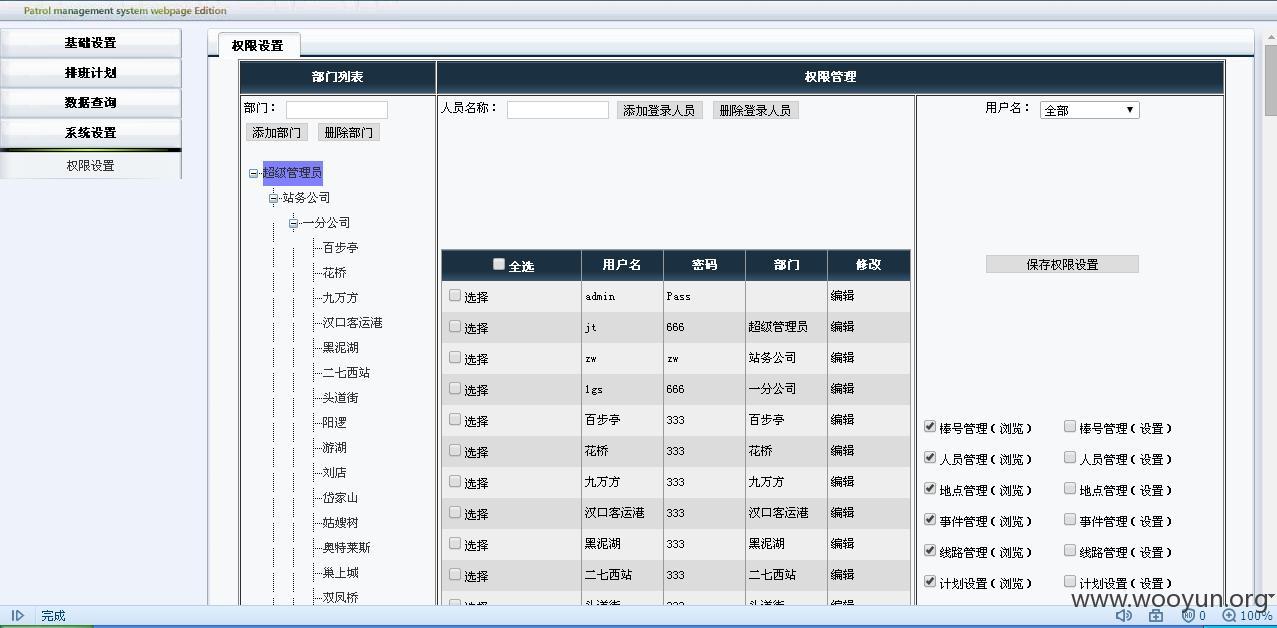 Patrol management system webpage Edition
基础设置
排班计划
数据查询
系统设置
权限设置
权限设置
部门列表
权限管理
部门：
添加部门 删除部门
超级管理员
站务公司
一分公司
百步亭
花桥
九万方
汉口客运港
黑泥湖
二七西站
头道街
阳逻
游湖
刘店
岱家山
姑嫂树
奥特莱斯
巢上城
双凤桥
人员名称： 添加登录人员 删除登录人员
全选 用户名 密码 部门 修改
选择 admin Pass 编辑
选择 jt 666 超级管理员 编辑
选择 zw zw 站务公司 编辑
选择 1gs 666 一分公司 编辑
选择 百步亭 333 百步亭 编辑
选择 花桥 333 花桥 编辑
选择 九万方 333 九万方 编辑
选择 汉口客运港 333 汉口客运港 编辑
选择 黑泥湖 333 黑泥湖 编辑
选择 二七西站 333 二七西站 编辑
用户名： 全部
保存权限设置
棒号管理(浏览) 棒号管理(设置)
人员管理(浏览) 人员管理(设置)
地点管理(浏览) 地点管理(设置)
事件管理(浏览) 事件管理(设置)
线路管理(浏览) 线路管理(设置)
计划设置(浏览) 计划设置(设置)
www.wooyun.org
完成
0 100%